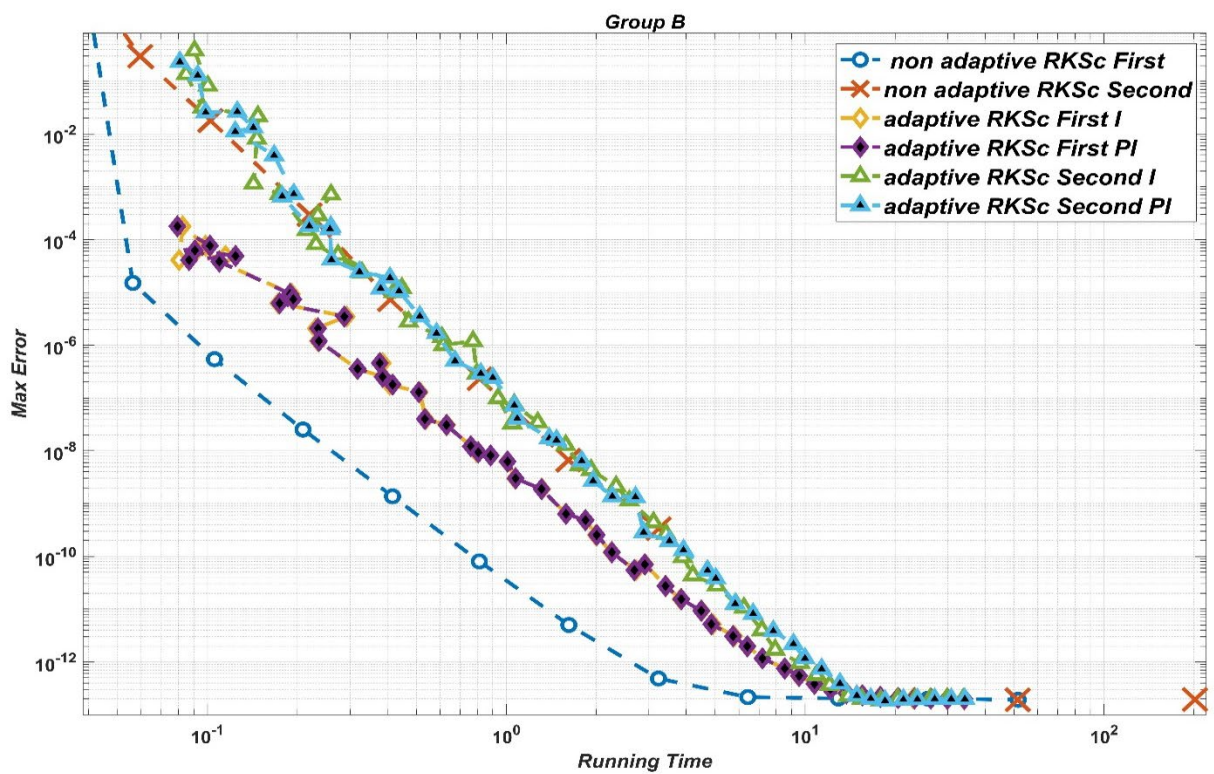 Group B
non adaptive RKSc First
non adaptive RKSc Second
adaptive RKSc First I
adaptive RKSc First PI
adaptive RKSc Second I
adaptive RKSc Second PI
Max Error
10^-2
10^-4
10^-6
10^-8
10^-10
10^-12
10^-1
10^0
10^1
10^2
Running Time